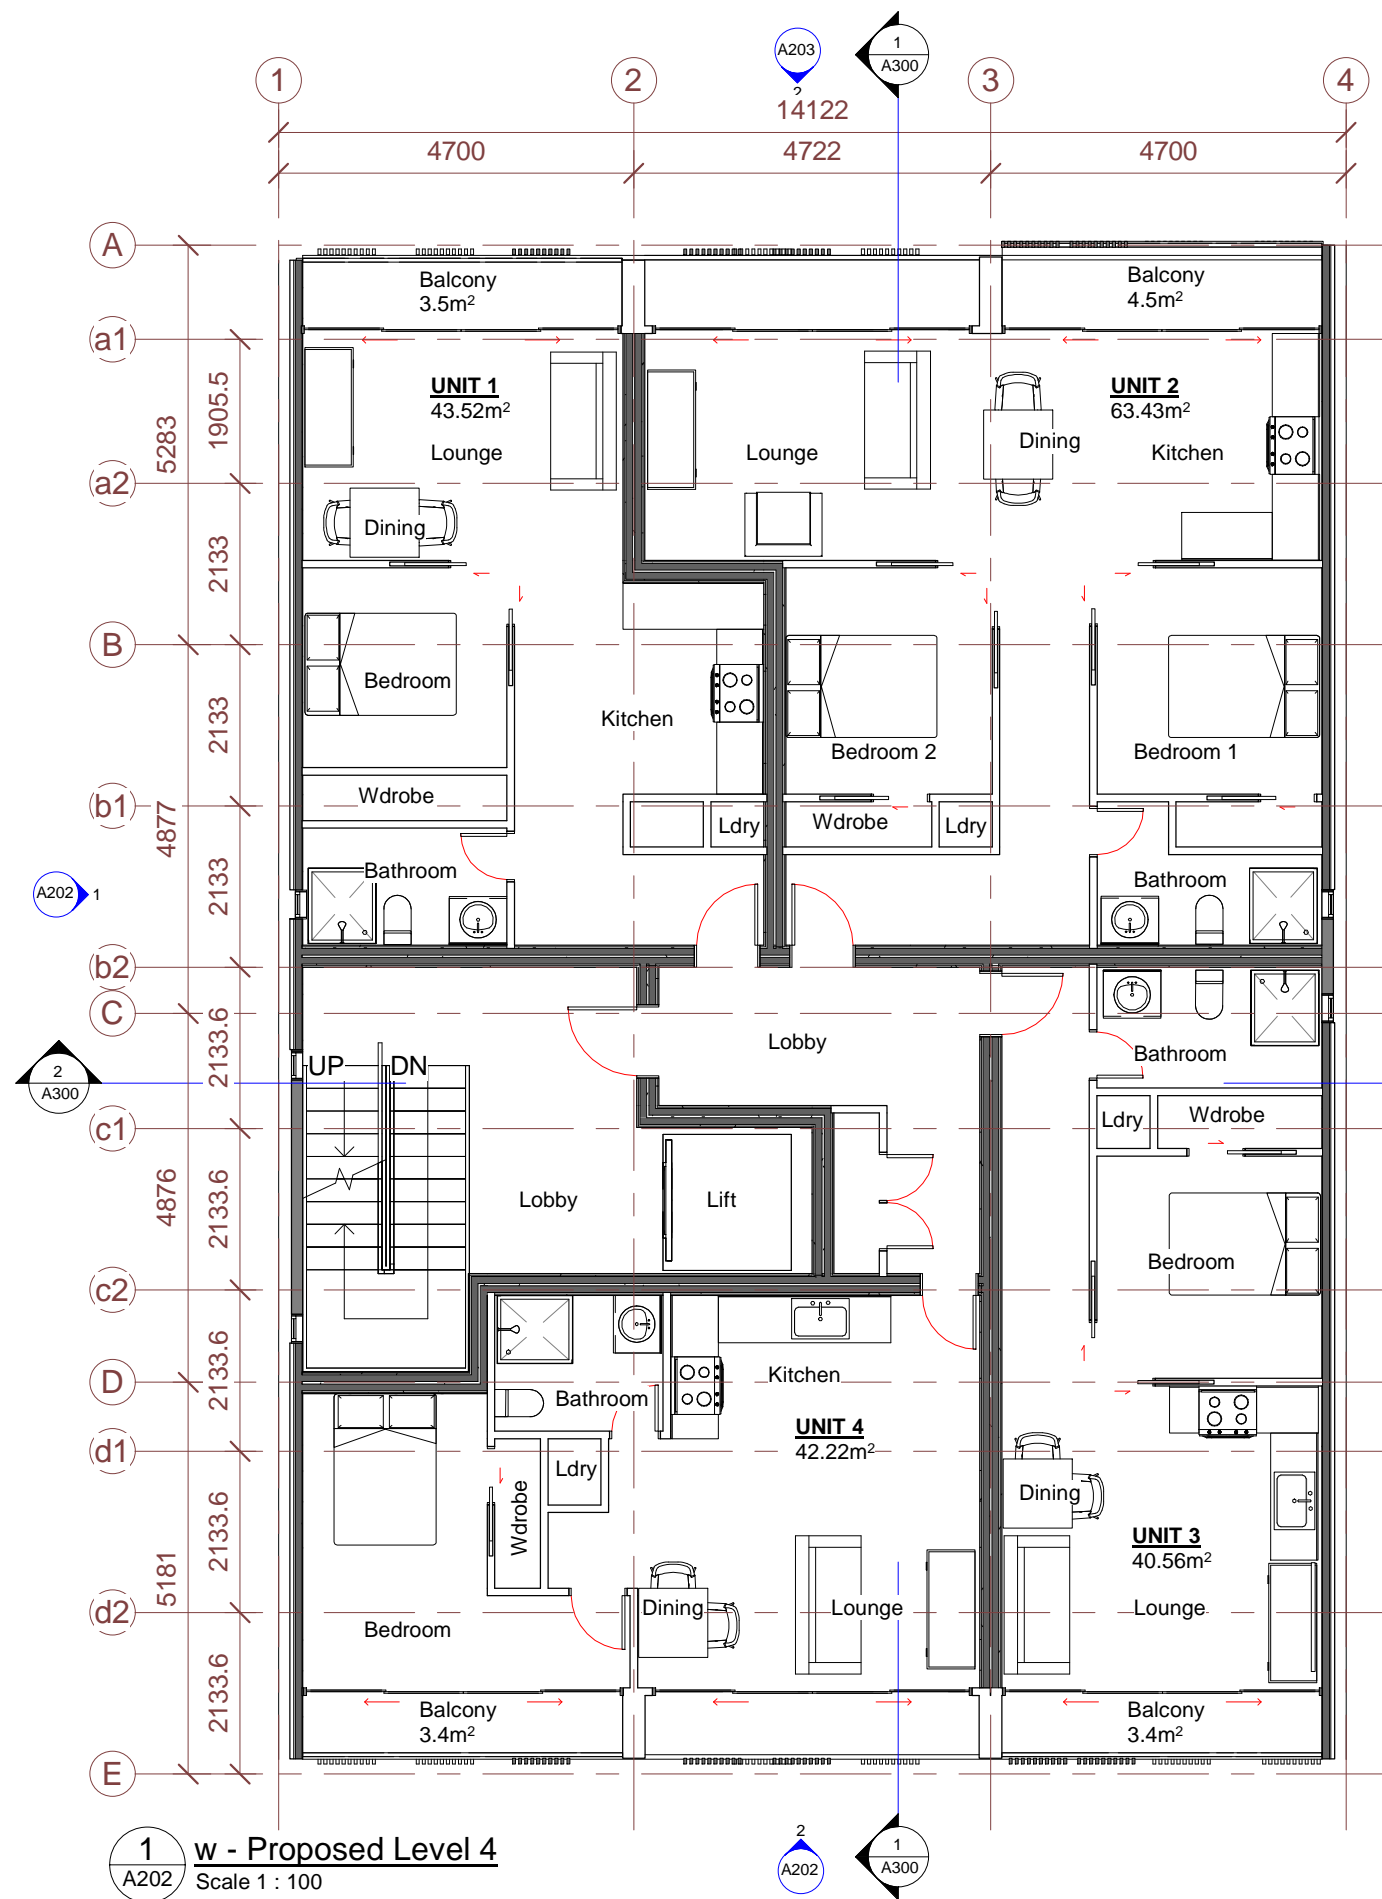 A203
2
1
A300
1
2
3
4
14122
4700
4722
4700
A
Balcony
3.5m²
Balcony
4.5m²
a1
UNIT 1
43.52m²
UNIT 2
63.43m²
1905.5
5283
Lounge
Lounge
Dining
Kitchen
a2
Dining
2133
B
Bedroom
Kitchen
Bedroom 2
Bedroom 1
2133
b1
Wdrobe
Ldry
Wdrobe
Ldry
4877
2133
A202
1
Bathroom
Bathroom
b2
C
Lobby
2133.6
UP
DN
Bathroom
2
A300
c1
Ldry
Wdrobe
4876
2133.6
Lobby
Lift
Bedroom
c2
2133.6
D
Kitchen
Bathroom
UNIT 4
42.22m²
d1
Ldry
Wdrobe
Dining
2133.6
UNIT 3
40.56m²
5181
d2
Dining
Lounge
Lounge
Bedroom
2133.6
Balcony
3.4m²
Balcony
3.4m²
E
1
A202
w - Proposed Level 4
Scale 1 : 100
2
A202
1
A300